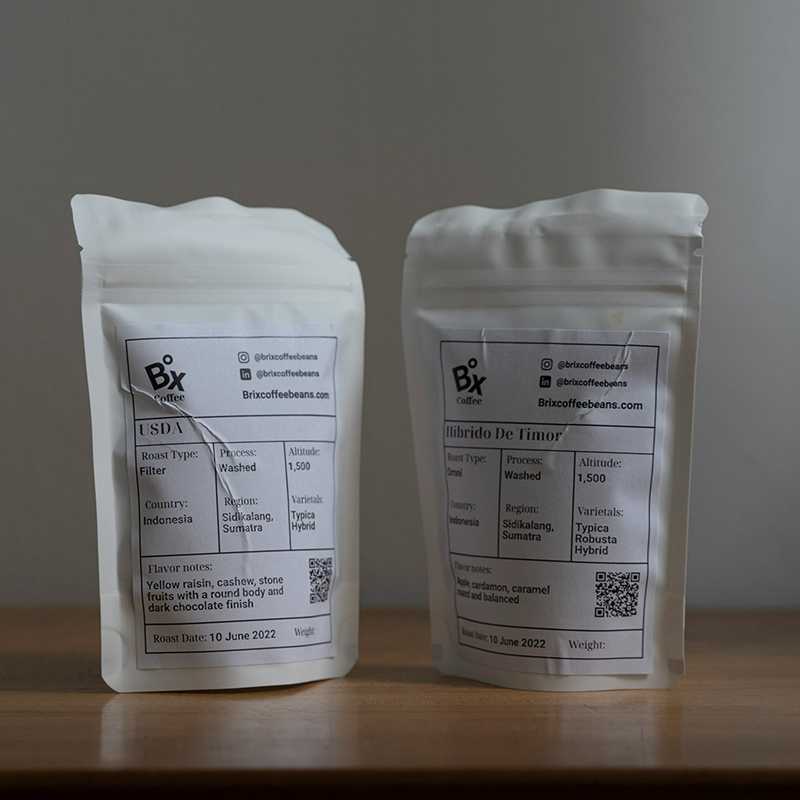 Box
Coffee
@brixcoffeebeans
@brixcoffeebeans
Brixcoffeebeans.com
USDA
Roast Type:
Filter
Process:
Washed
Altitude:
1,500
Country:
Indonesia
Region:
Sidikalang,
Sumatra
Varietals:
Typica
Hybrid
Flavor notes:
Yellow raisin, cashew, stone
fruits with a round body and
dark chocolate finish
Roast Date: 10 June 2022
Weight:
Box
Coffee
@brixcoffeebeans
@brixcoffeebeans
Brixcoffeebeans.com
Hibrido De Timor
Roast Type:
Omni
Process:
Washed
Altitude:
1,500
Country:
Indonesia
Region:
Sidikalang,
Sumatra
Varietals:
Typica
Robusta
Hybrid
Flavor notes:
Apple, cardamon, caramel
round and balanced
Roast Date: 10 June 2022
Weight: